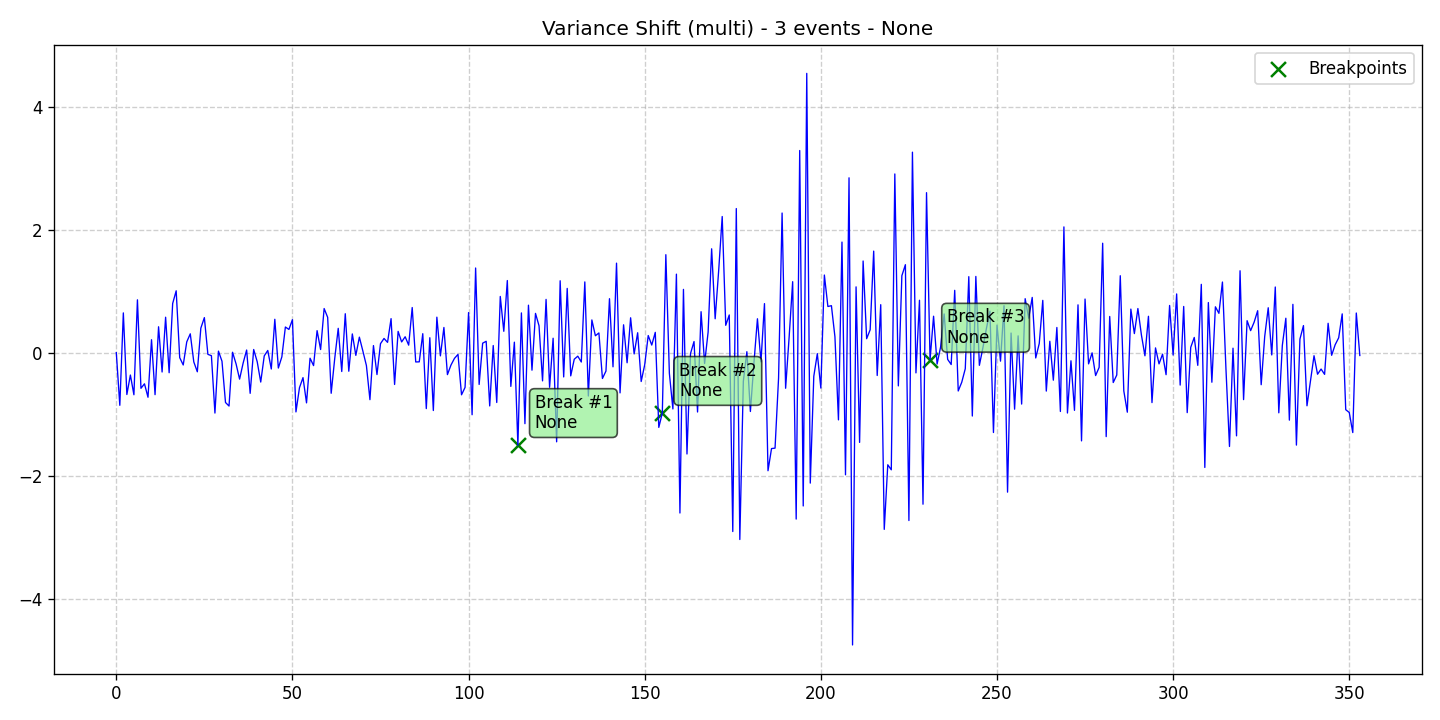 Variance Shift (multi) - 3 events - None
Breakpoints
4
2
0
−2
−4
Break #1
None
Break #2
None
Break #3
None
0
50
100
150
200
250
300
350